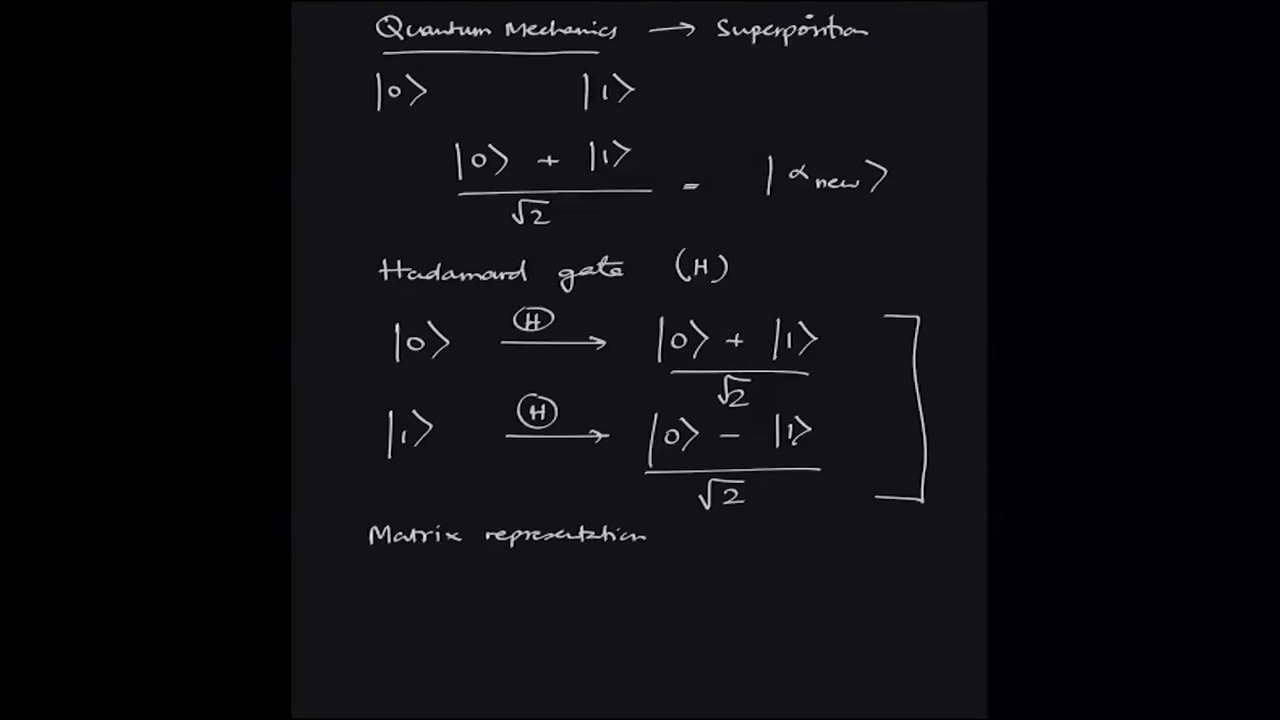 Quantum Mechanics → Superposition
|0⟩ |1⟩
|0⟩ + |1⟩ / √2 = |α new⟩
Hadamard gate (H)
|0⟩ H → |0⟩ + |1⟩ / √2
|1⟩ H → |0⟩ − |1⟩ / √2
Matrix representation